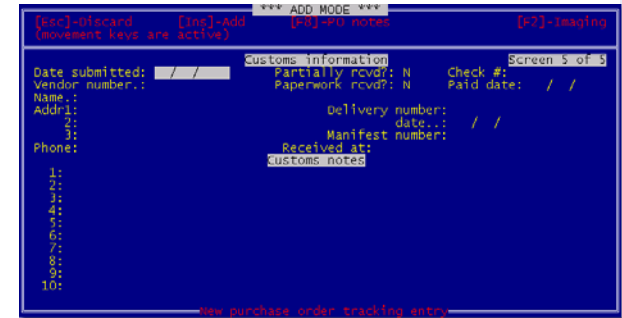 *** ADD MODE ***
[Esc]-Discard [Ins]-Add [F8]-PO notes [F2]-Imaging
(movement keys are active)
Customs information Screen 5 of 5
Date submitted: / / Partially rcvd?: N Check #:
Vendor number.: Paperwork rcvd?: N Paid date: / /
Name.:
Addr1: Delivery number:
2: date..: / /
3: Manifest number:
Phone: Received at:
Customs notes
1:
2:
3:
4:
5:
6:
7:
8:
9:
10:
New purchase order tracking entry